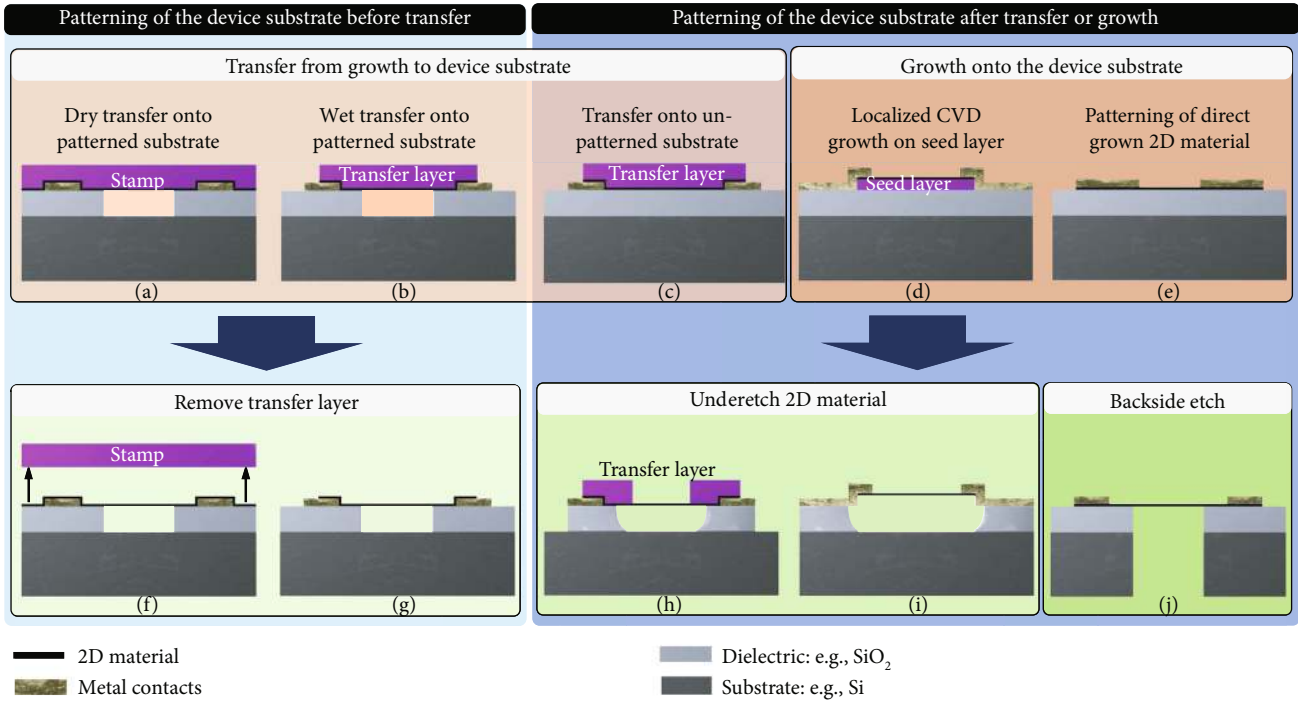 Patterning of the device substrate before transfer
Patterning of the device substrate after transfer or growth
Transfer from growth to device substrate
Growth onto the device substrate
Dry transfer onto
patterned substrate
Wet transfer onto
patterned substrate
Transfer onto un-
patterned substrate
Localized CVD
growth on seed layer
Patterning of direct
grown 2D material
Stamp
Transfer layer
Transfer layer
Seed layer
(a)
(b)
(c)
(d)
(e)
Remove transfer layer
Underetch 2D material
Backside etch
Stamp
Transfer layer
(f)
(g)
(h)
(i)
(j)
2D material
Metal contacts
Dielectric: e.g., SiO₂
Substrate: e.g., Si